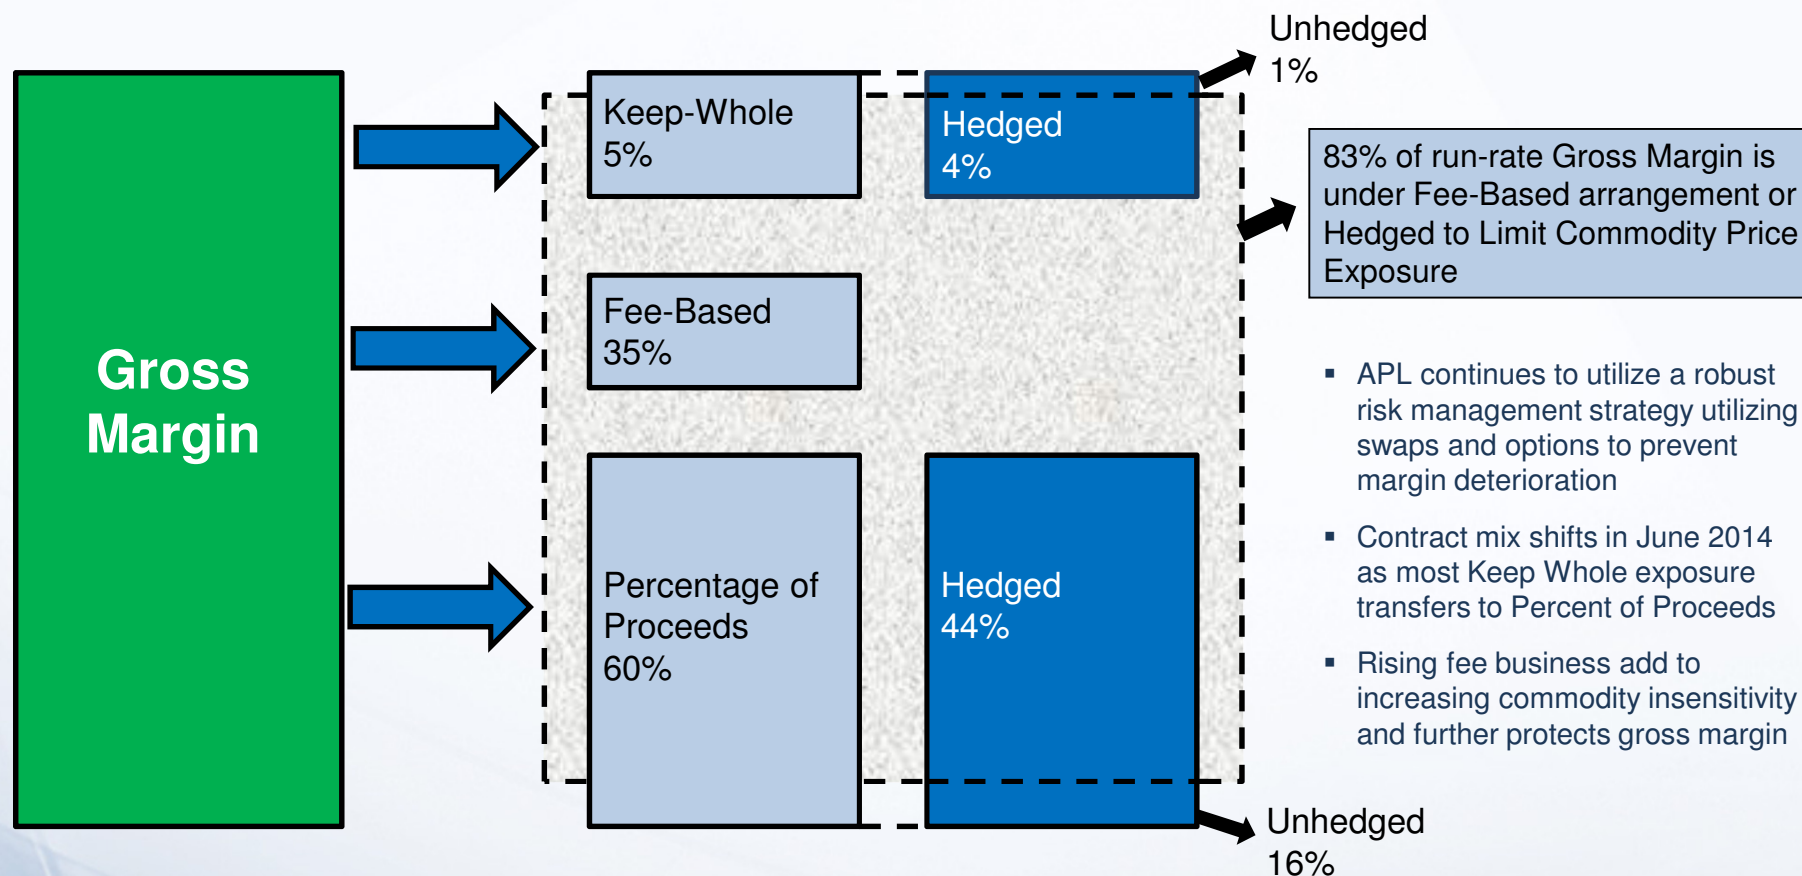 Gross
Margin
Keep-Whole
5%
Fee-Based
35%
Percentage of
Proceeds
60%
Hedged
4%
Hedged
44%
Unhedged
1%
83% of run-rate Gross Margin is
under Fee-Based arrangement or
Hedged to Limit Commodity Price
Exposure
▪ APL continues to utilize a robust
risk management strategy utilizing
swaps and options to prevent
margin deterioration
▪ Contract mix shifts in June 2014
as most Keep Whole exposure
transfers to Percent of Proceeds
▪ Rising fee business add to
increasing commodity insensitivity
and further protects gross margin
Unhedged
16%